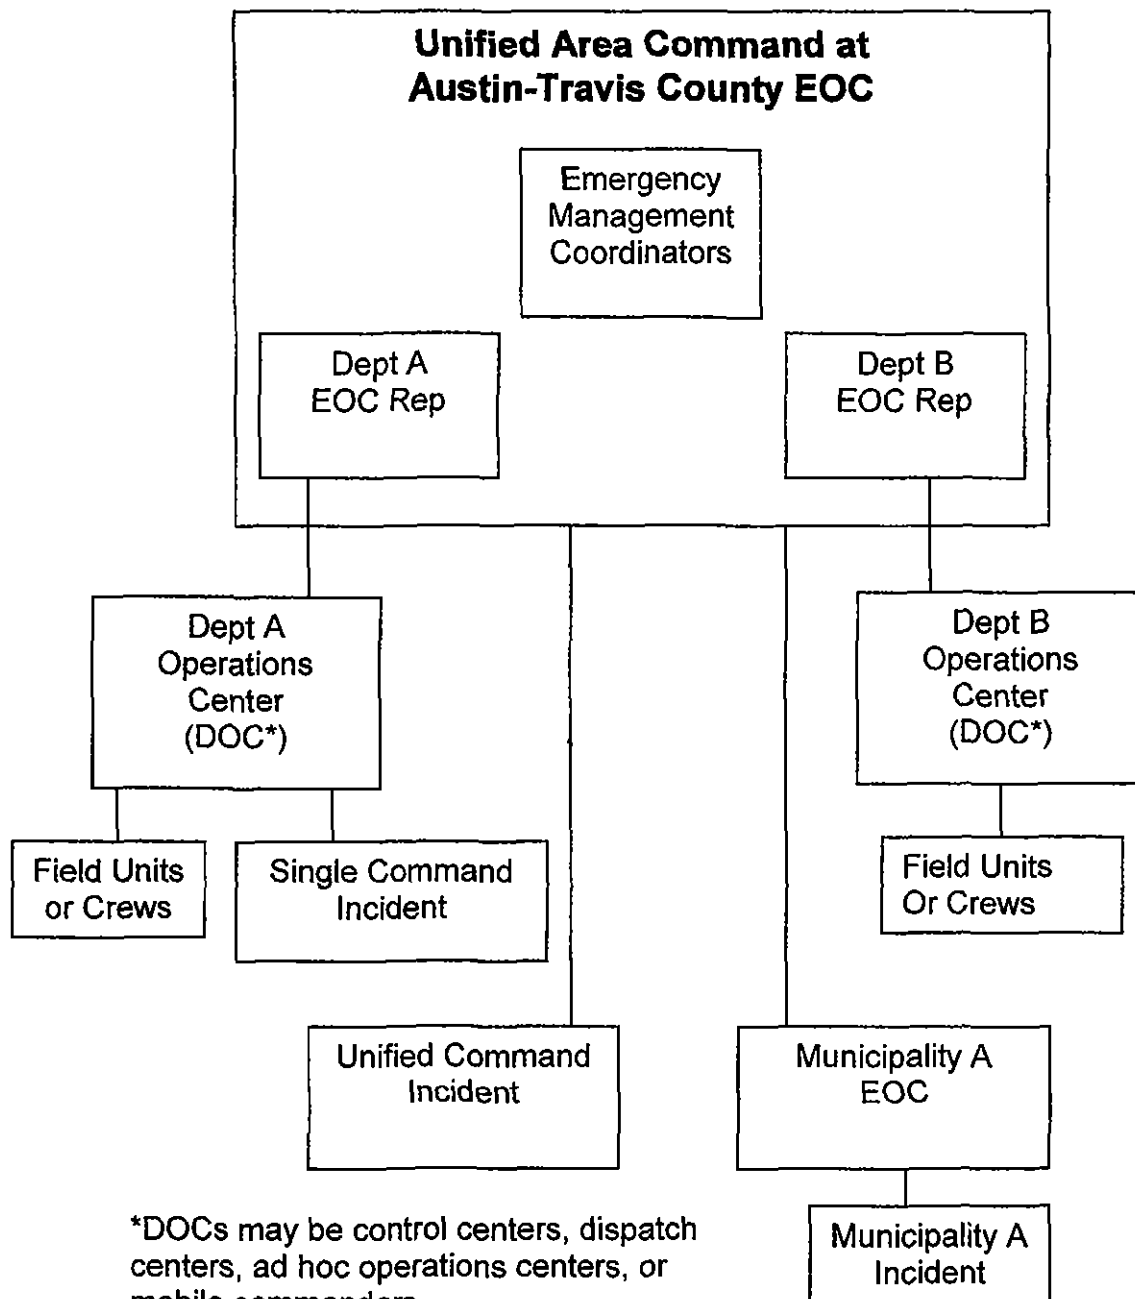 Unified Area Command at
Austin-Travis County EOC
Emergency
Management
Coordinators
Dept A
EOC Rep
Dept B
EOC Rep
Dept A
Operations
Center
(DOC*)
Dept B
Operations
Center
(DOC*)
Field Units
or Crews
Single Command
Incident
Field Units
Or Crews
Unified Command
Incident
Municipality A
EOC
*DOCs may be control centers, dispatch
centers, ad hoc operations centers, or
mobile commanders
Municipality A
Incident